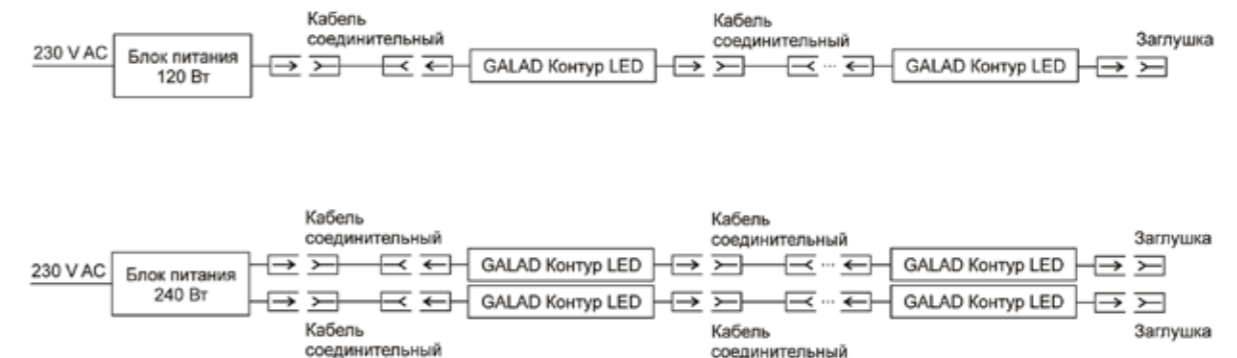 Кабель
соединительный
Кабель
соединительный
Заглушка
230 V AC
Блок питания
120 Вт
GALAD Контур LED
...
GALAD Контур LED
Кабель
соединительный
Кабель
соединительный
Заглушка
230 V AC
Блок питания
240 Вт
GALAD Контур LED
...
GALAD Контур LED
GALAD Контур LED
...
GALAD Контур LED
Кабель
соединительный
Кабель
соединительный
Заглушка